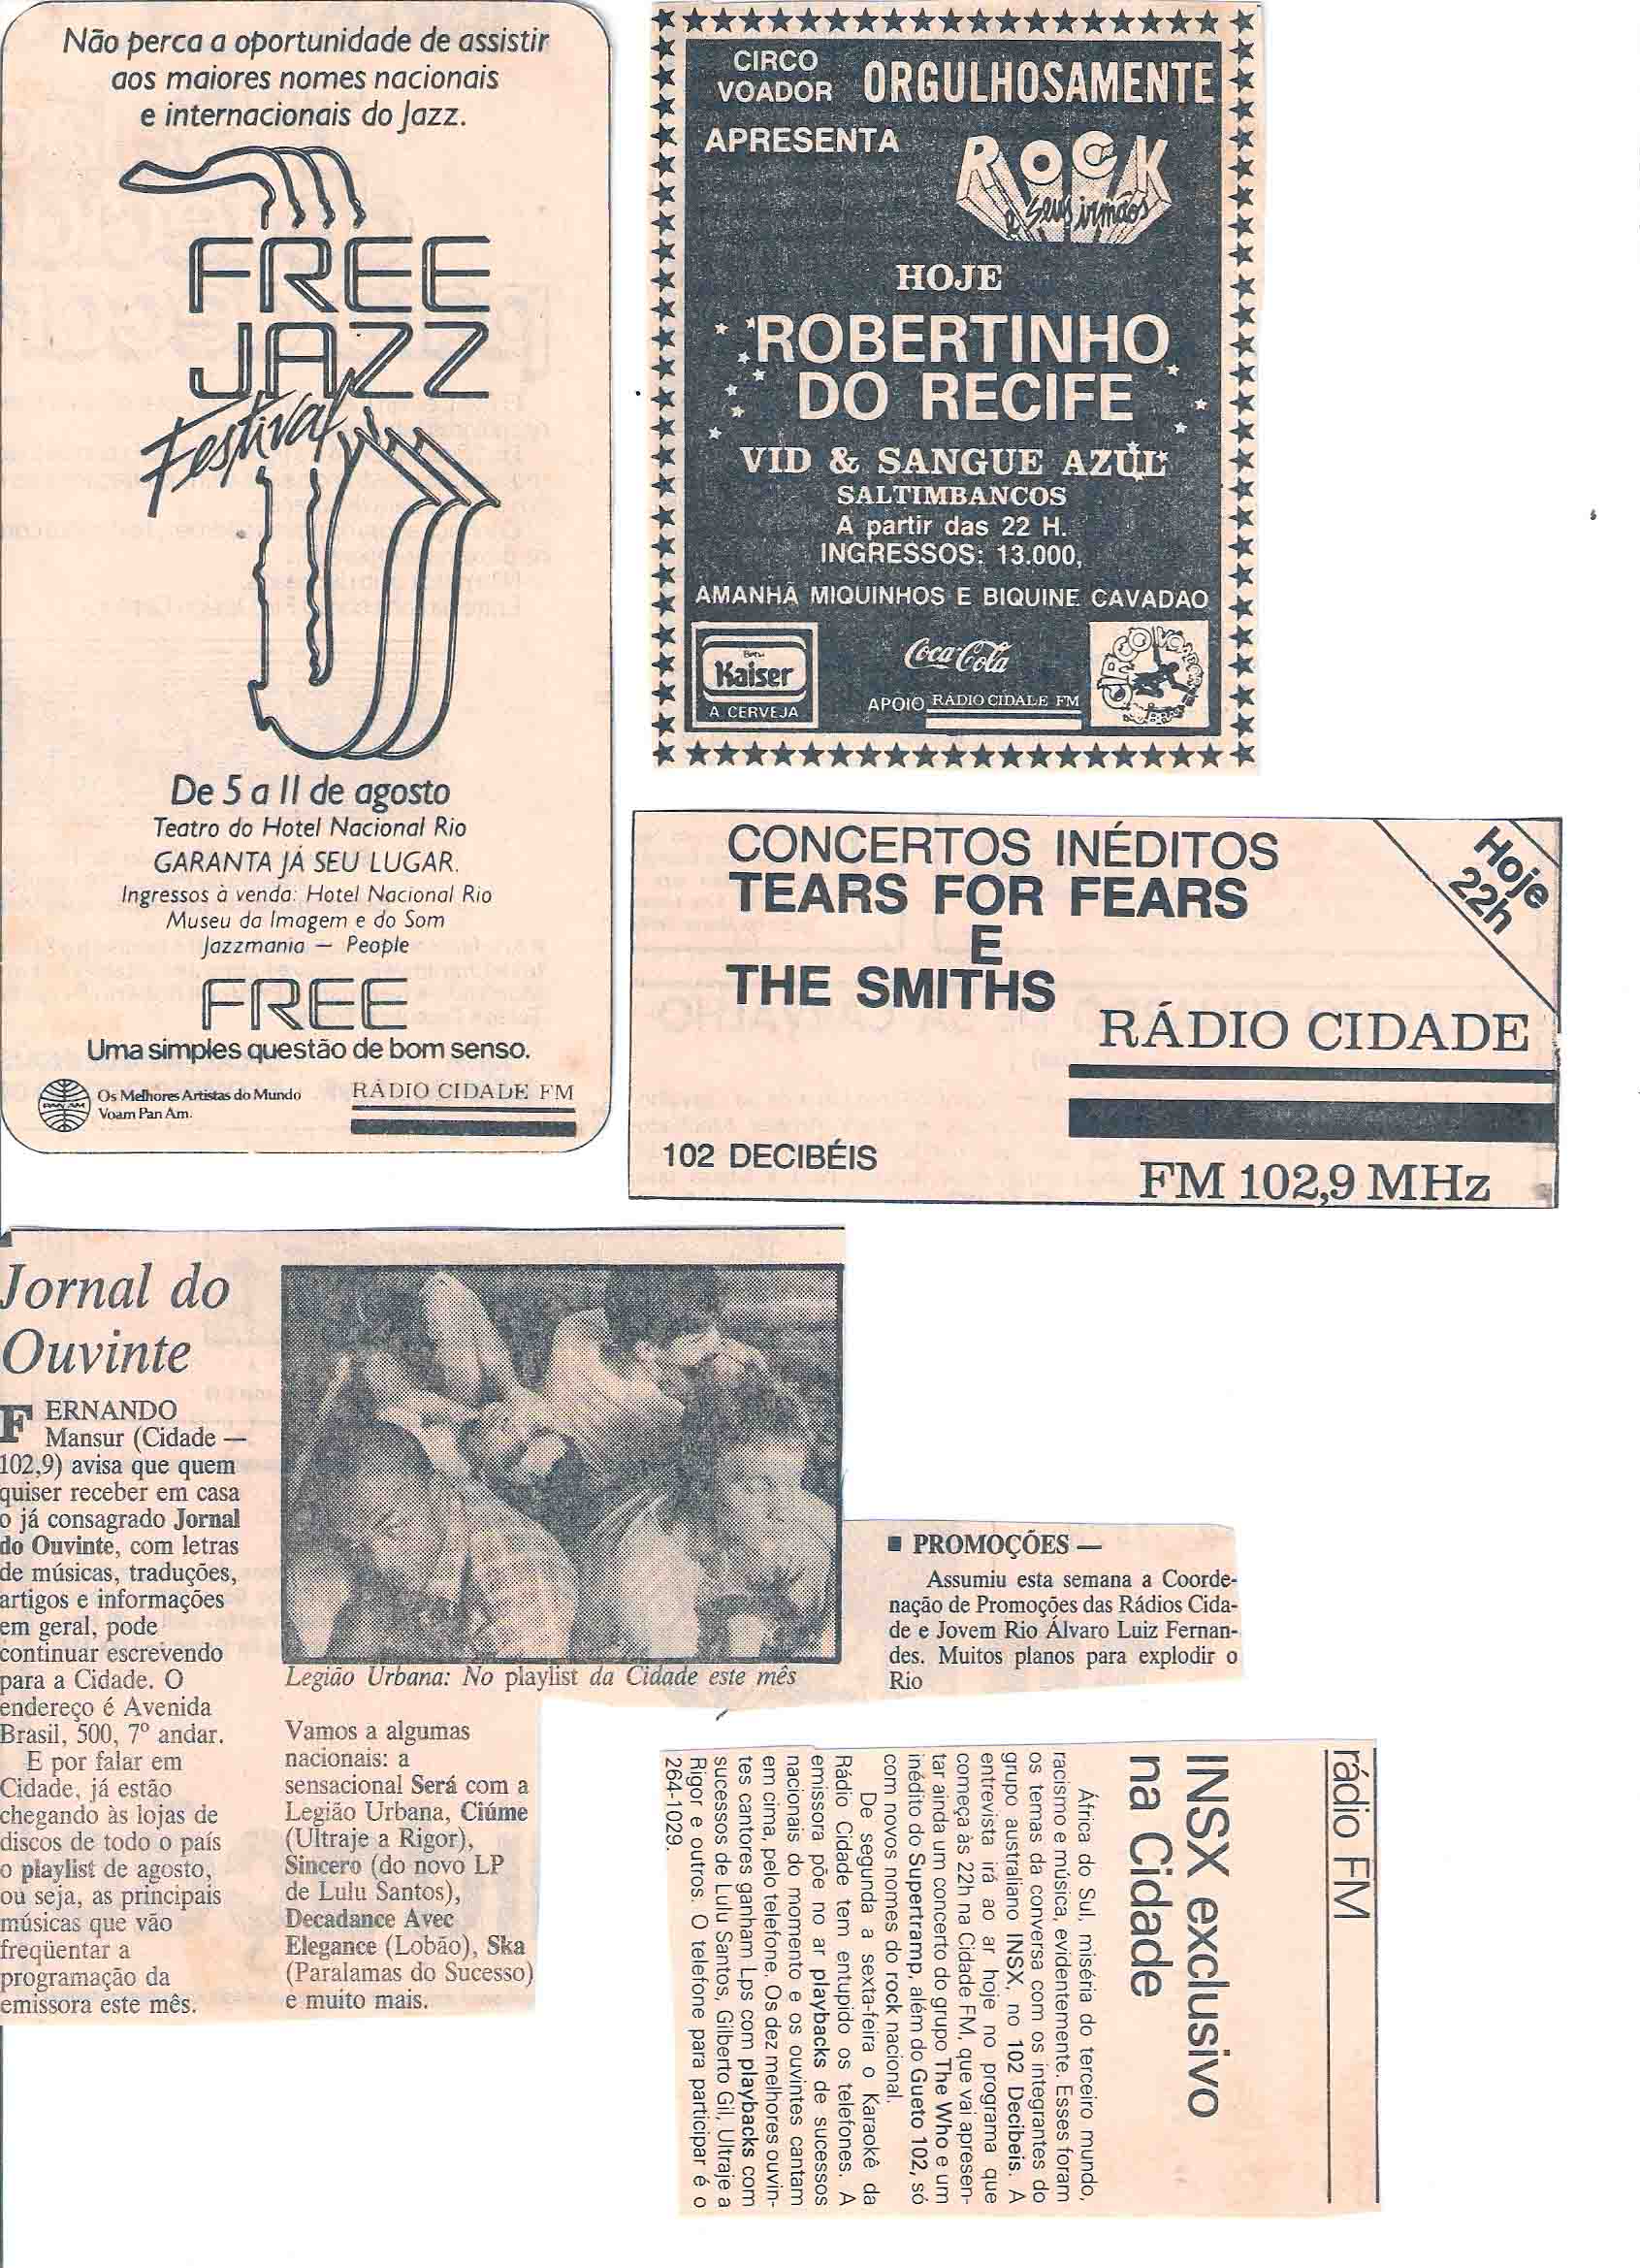 Não perca a oportunidade de assistir
aos maiores nomes nacionais
e internacionais do Jazz.
FREE
JAZZ
Festival
De 5 a 11 de agosto
Teatro do Hotel Nacional Rio
GARANTA JÁ SEU LUGAR.
Ingressos à venda: Hotel Nacional Rio
Museu da Imagem e do Som
Jazzmania — People
FREE
Uma simples questão de bom senso.
PAN AM
Os Melhores Artistas do Mundo
Voam Pan Am.
RÁDIO CIDADE FM
CIRCO
VOADOR
ORGULHOSAMENTE
APRESENTA
ROCK
e seus irmãos
HOJE
ROBERTINHO
DO RECIFE
VID & SANGUE AZUL
SALTIMBANCOS
A partir das 22 H.
INGRESSOS: 13.000,
AMANHÃ MIQUINHOS E BIQUINE CAVADAO
Kaiser
A CERVEJA
Coca-Cola
APOIO RÁDIO CIDADE FM
CIRCO VOADOR
CONCERTOS INÉDITOS
TEARS FOR FEARS
E
THE SMITHS
Hoje
22h
RÁDIO CIDADE
102 DECIBÉIS
FM 102,9 MHz
Jornal do
Ouvinte
FERNANDO
Mansur (Cidade —
102,9) avisa que quem
quiser receber em casa
o já consagrado Jornal
do Ouvinte, com letras
de músicas, traduções,
artigos e informações
em geral, pode
continuar escrevendo
para a Cidade. O
endereço é Avenida
Brasil, 500, 7º andar.
E por falar em
Cidade, já estão
chegando às lojas de
discos de todo o país
o playlist de agosto,
ou seja, as principais
músicas que vão
freqüentar a
programação da
emissora este mês.
Legião Urbana: No playlist da Cidade este mês
Vamos a algumas
nacionais: a
sensacional Será com a
Legião Urbana, Ciúme
(Ultraje a Rigor),
Sincero (do novo LP
de Lulu Santos),
Decadance Avec
Elegance (Lobão), Ska
(Paralamas do Sucesso)
e muito mais.
■ PROMOÇÕES —
Assumiu esta semana a Coorde-
nação de Promoções das Rádios Cida-
de e Jovem Rio Álvaro Luiz Fernan-
des. Muitos planos para explodir o
Rio
rádio FM
INSX exclusivo
na Cidade
África do Sul, miséria do terceiro mundo,
racismo e música, evidentemente. Esses foram
os temas da conversa com os integrantes do
grupo australiano INSX, no 102 Decibeis. A
entrevista irá ao ar hoje no programa que
começa às 22h na Cidade FM, que vai apresen-
tar ainda um concerto do grupo The Who e um
inédito do Supertramp, além do Gueto 102, só
com novos nomes do rock nacional.
De segunda a sexta-feira o Karaokê da
Rádio Cidade tem entupido os telefones. A
emissora põe no ar playbacks de sucessos
nacionais do momento e os ouvintes cantam
em cima, pelo telefone. Os dez melhores ouvin-
tes cantores ganham Lps com playbacks com
sucessos de Lulu Santos, Gilberto Gil, Ultraje a
Rigor e outros. O telefone para participar é o
264-1029.